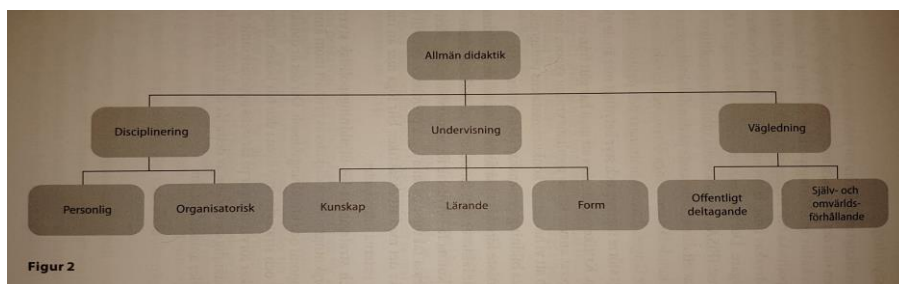 Allmän didaktik
Disciplinering
Undervisning
Vägledning
Personlig
Organisatorisk
Kunskap
Lärande
Form
Offentligt
deltagande
Själv- och
omvärlds-
förhållande
Figur 2